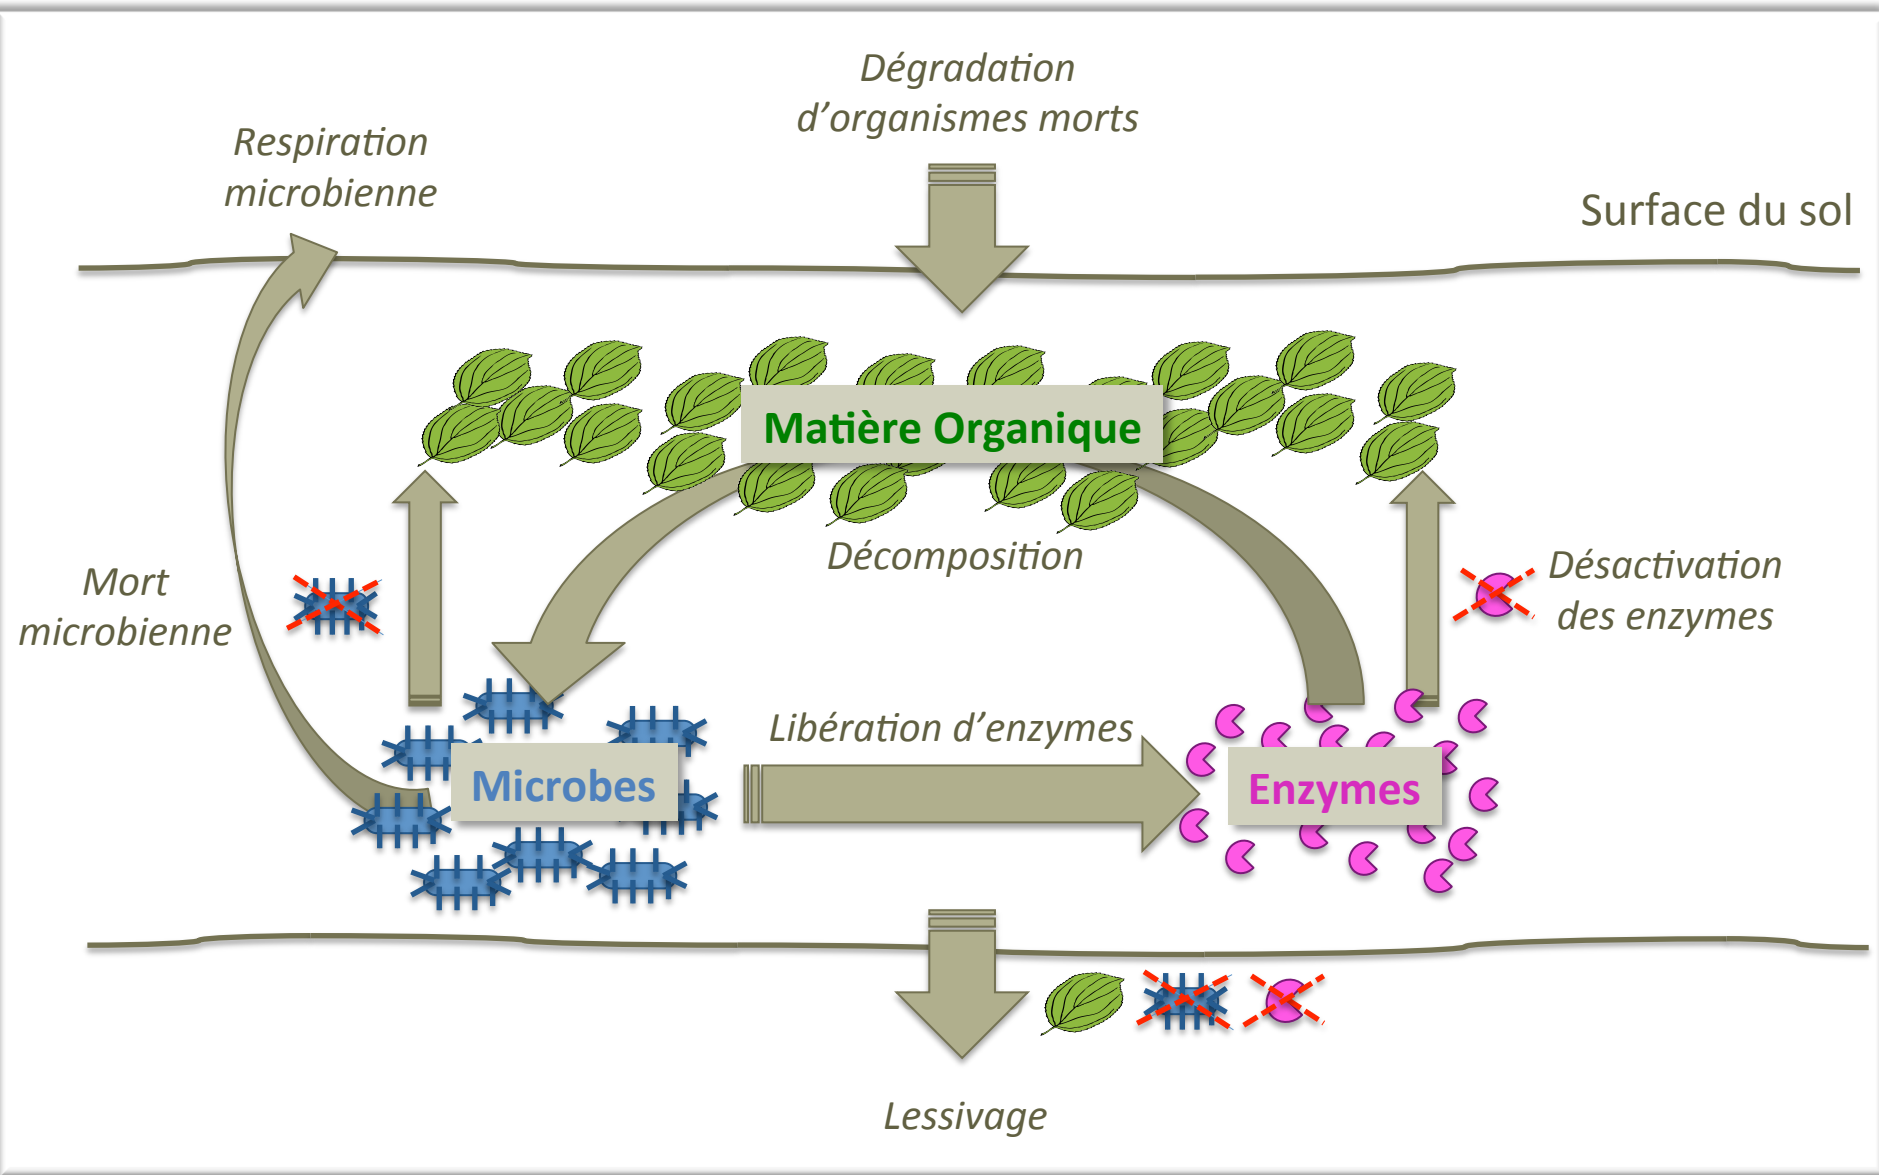 Dégradation
d'organismes morts
Respiration
microbienne
Surface du sol
Matière Organique
Décomposition
Mort
microbienne
Désactivation
des enzymes
Libération d'enzymes
Microbes
Enzymes
Lessivage